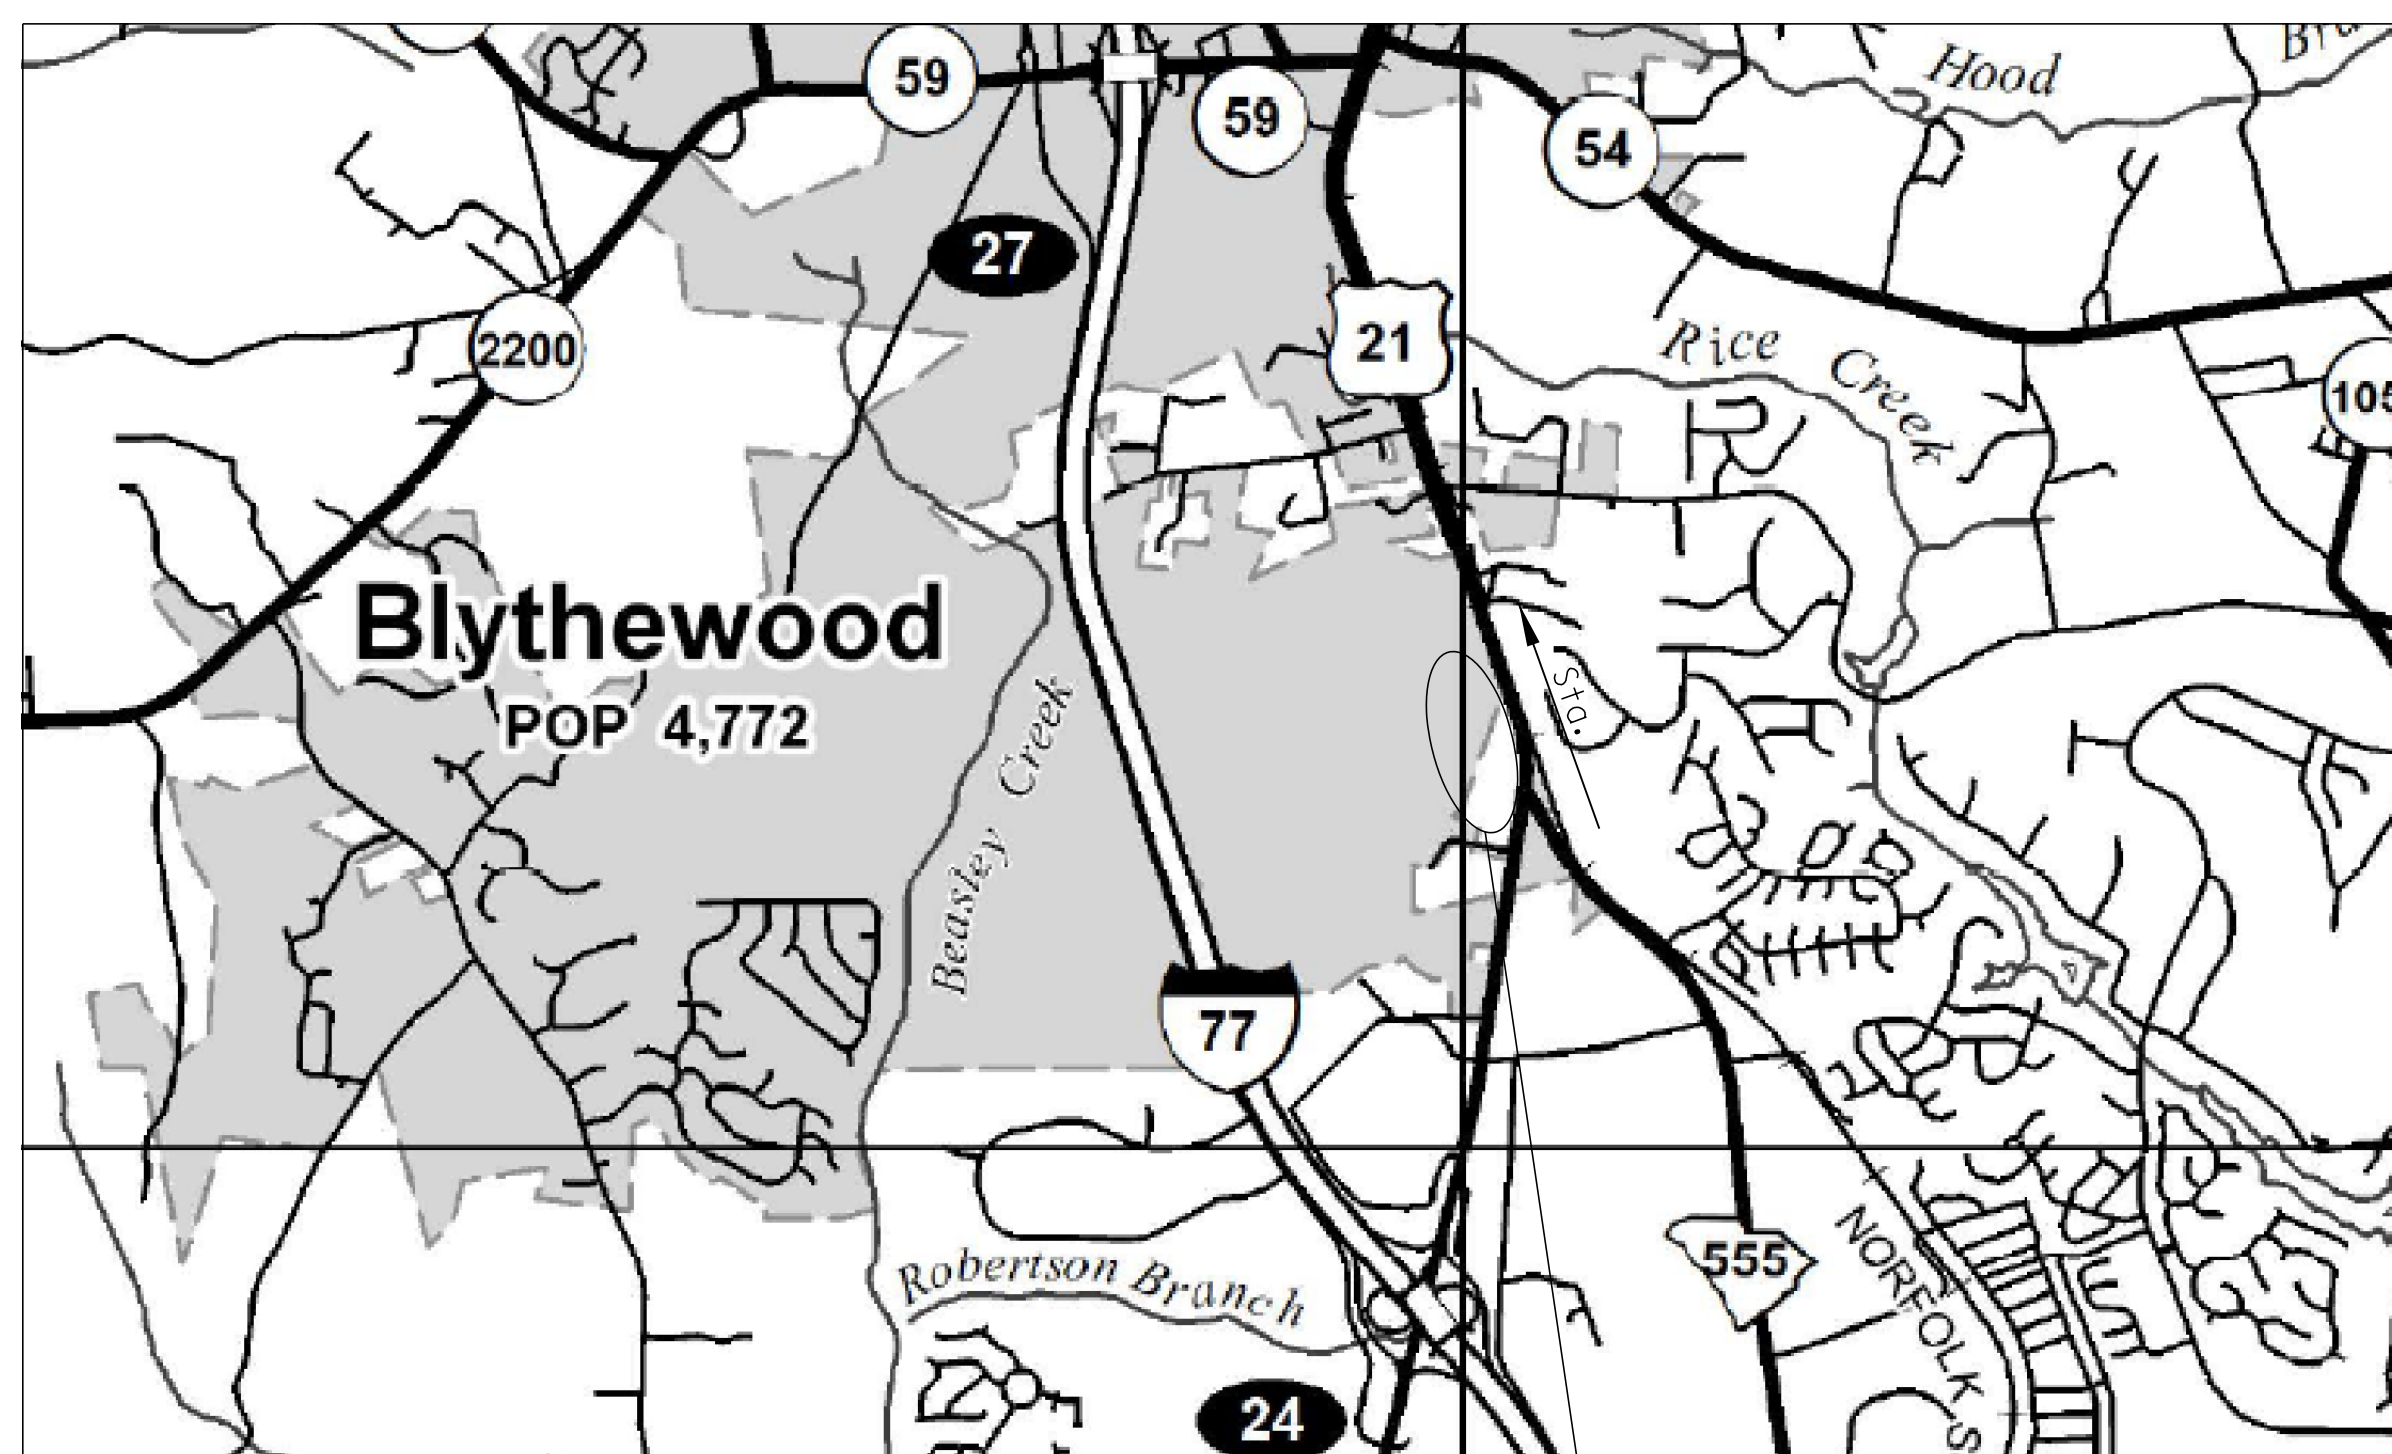 Hood
59
59
54
27
21
Rice Creek
2200
105
Blythewood
POP 4,772
Sta.
Beasley Creek
77
555
Robertson Branch
NORFOLK S
24